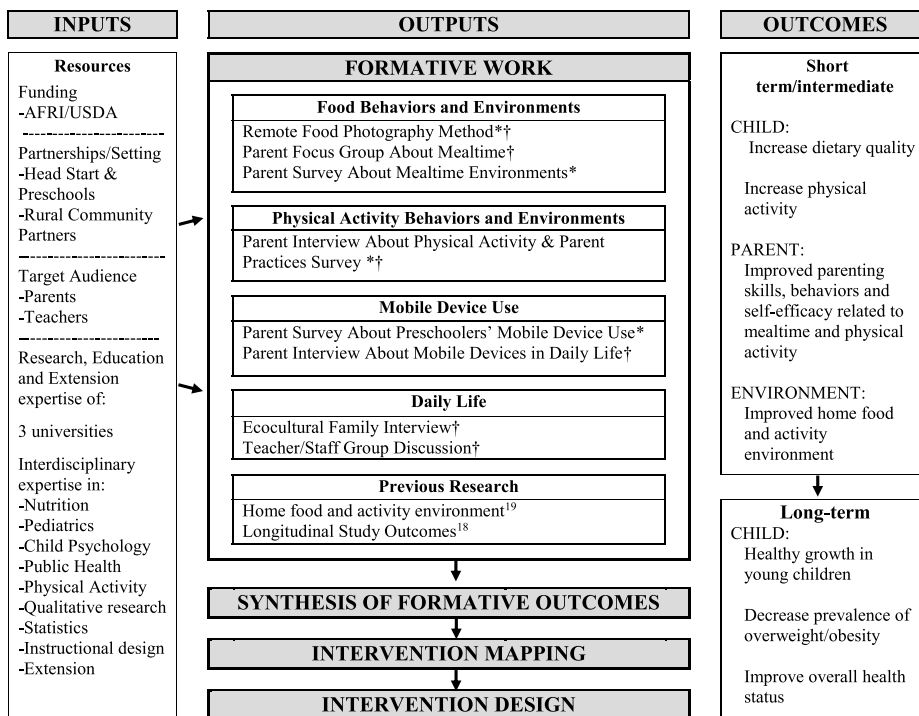 INPUTS
Resources
Funding
-AFRI/USDA
Partnerships/Setting
-Head Start &
Preschools
-Rural Community
Partners
Target Audience
-Parents
-Teachers
Research, Education
and Extension
expertise of:
3 universities
Interdisciplinary
expertise in:
-Nutrition
-Pediatrics
-Child Psychology
-Public Health
-Physical Activity
-Qualitative research
-Statistics
-Instructional design
-Extension
OUTPUTS
FORMATIVE WORK
Food Behaviors and Environments
Remote Food Photography Method*†
Parent Focus Group About Mealtime†
Parent Survey About Mealtime Environments*
Physical Activity Behaviors and Environments
Parent Interview About Physical Activity & Parent
Practices Survey *†
Mobile Device Use
Parent Survey About Preschoolers’ Mobile Device Use*
Parent Interview About Mobile Devices in Daily Life†
Daily Life
Ecocultural Family Interview†
Teacher/Staff Group Discussion†
Previous Research
Home food and activity environment¹⁹
Longitudinal Study Outcomes¹⁸
SYNTHESIS OF FORMATIVE OUTCOMES
INTERVENTION MAPPING
INTERVENTION DESIGN
OUTCOMES
Short
term/intermediate
CHILD:
Increase dietary quality
Increase physical
activity
PARENT:
Improved parenting
skills, behaviors and
self-efficacy related to
mealtime and physical
activity
ENVIRONMENT:
Improved home food
and activity
environment
Long-term
CHILD:
Healthy growth in
young children
Decrease prevalence of
overweight/obesity
Improve overall health
status